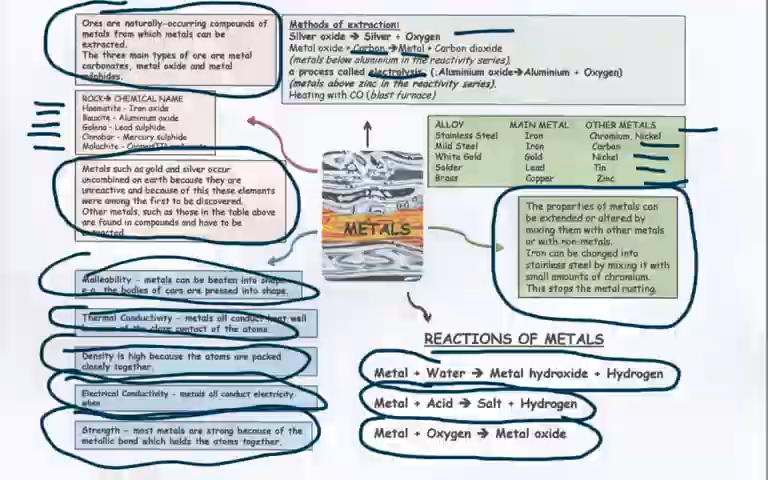 Ores are naturally-occurring compounds of
metals from which metals can be
extracted.
The three main types of ore are metal
carbonates, metal oxide and metal
sulphides.
ROCK→ CHEMICAL NAME
Haematite - Iron oxide
Bauxite - Aluminium oxide
Galena - Lead sulphide
Cinnabar - Mercury sulphide
Malachite -
Metals such as gold and silver occur
uncombined on earth because they are
unreactive and because of this these elements
were among the first to be discovered.
Other metals, such as those in the table above
are found in compounds and have to be
extracted.
Malleability - metals can be beaten into shape
e.g. the bodies of cars are pressed into shape.
Thermal Conductivity - metals all conduct heat well
because of the close contact of the atoms
Density is high because the atoms are packed
closely together.
Electrical Conductivity - metals all conduct electricity
when
Strength - most metals are strong because of the
metallic bond which holds the atoms together.
Methods of extraction:
Silver oxide → Silver + Oxygen
Metal oxide + Carbon → Metal + Carbon dioxide
(metals below aluminium in the reactivity series).
a process called electrolysis (:Aluminium oxide→Aluminium + Oxygen)
(metals above zinc in the reactivity series).
Heating with CO (blast furnace)
ALLOY MAIN METAL OTHER METALS
Stainless Steel Iron Chromium, Nickel
Mild Steel Iron Carbon
White Gold Gold Nickel
Solder Lead Tin
Brass Copper Zinc
METALS
The properties of metals can
be extended or altered by
mixing them with other metals
or with non-metals.
Iron can be changed into
stainless steel by mixing it with
small amounts of chromium.
This stops the metal rusting.
REACTIONS OF METALS
Metal + Water → Metal hydroxide + Hydrogen
Metal + Acid → Salt + Hydrogen
Metal + Oxygen → Metal oxide